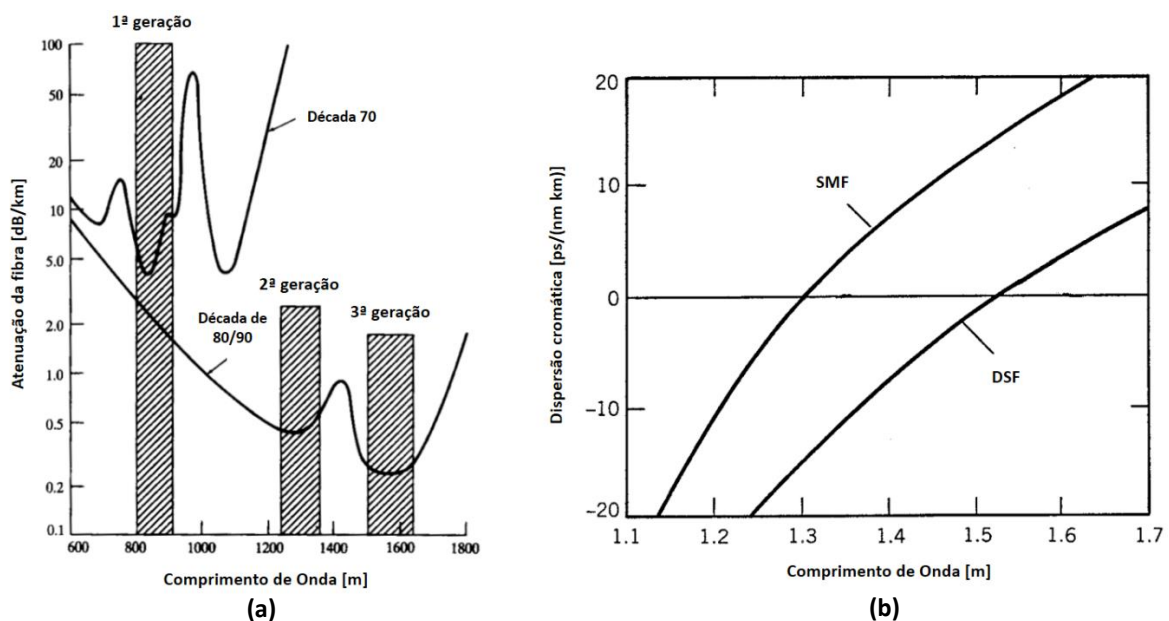 1ª geração
100
50
20
10
5.0
2.0
1.0
0.5
0.2
0.1
Atenuação da fibra [dB/km]
Década 70
2ª geração
3ª geração
Década de
80/90
600
800
1000
1200
1400
1600
1800
Comprimento de Onda [m]
(a)
20
10
0
-10
-20
Dispersão cromática [ps/(nm km)]
SMF
DSF
1.1
1.2
1.3
1.4
1.5
1.6
1.7
Comprimento de Onda [m]
(b)